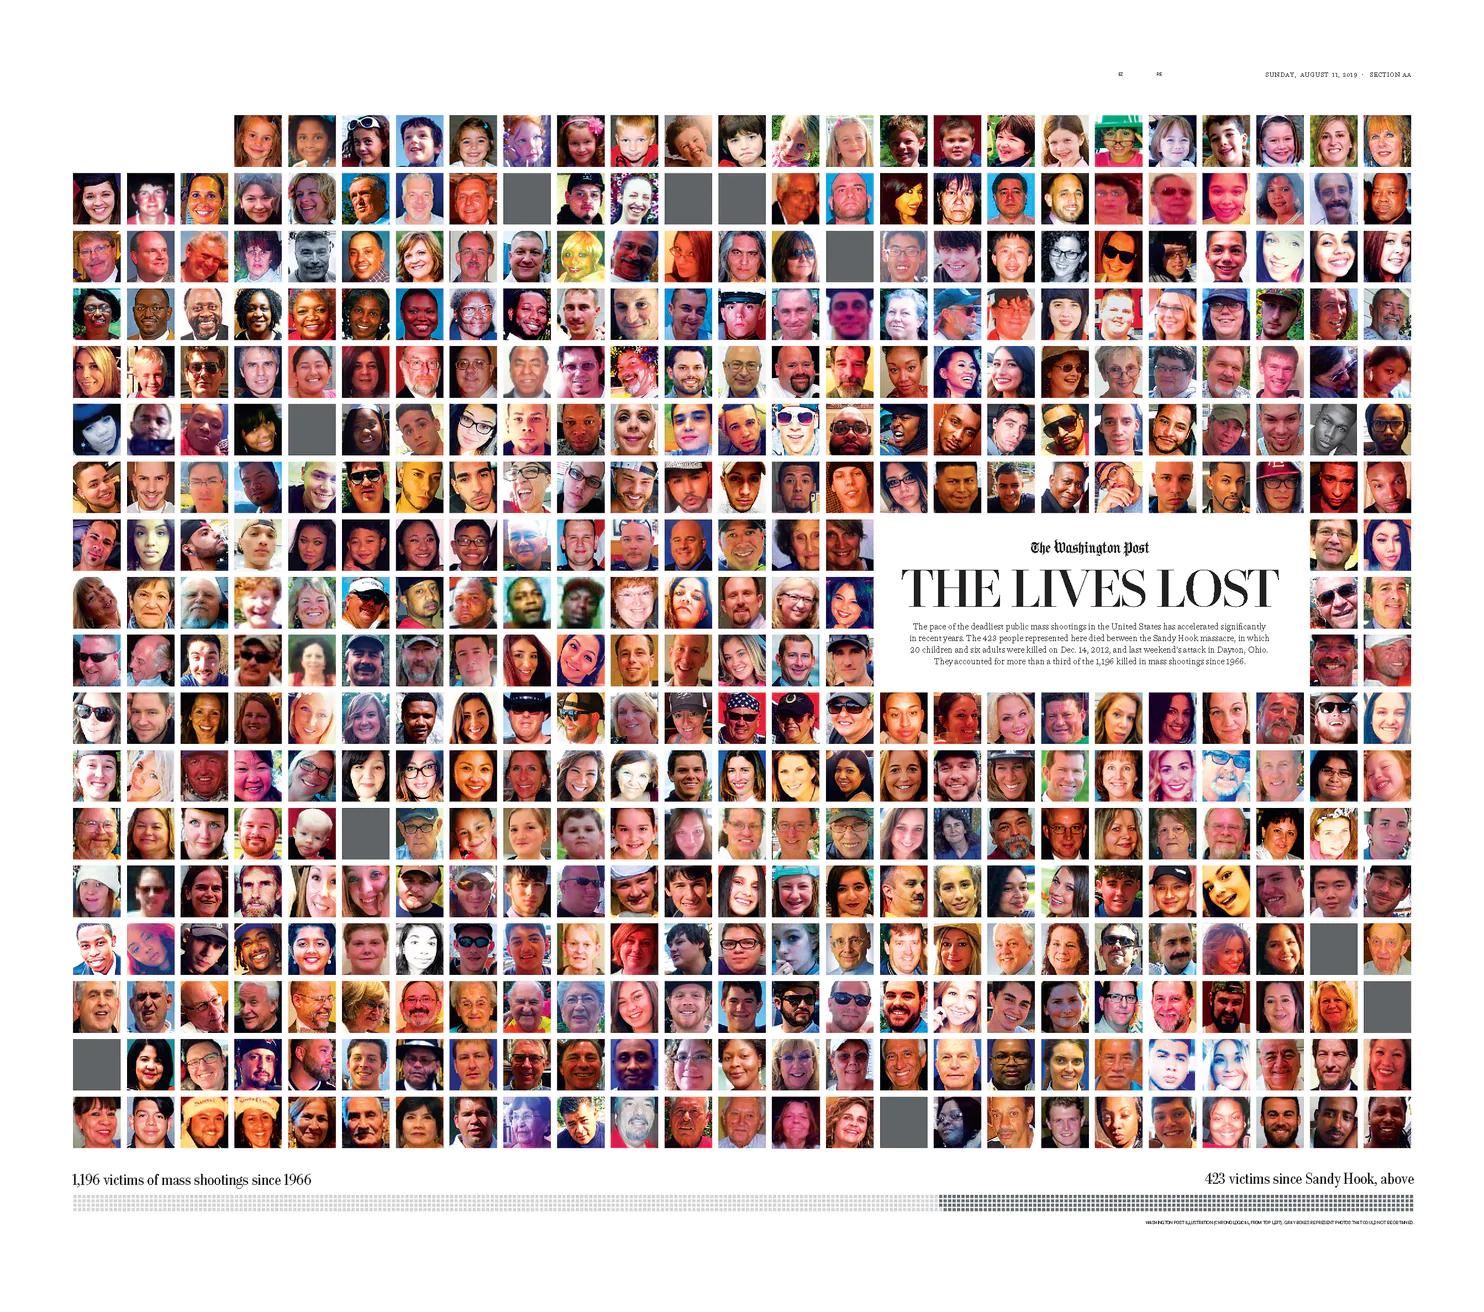 EZ RE SUNDAY, AUGUST 11, 2019 · SECTION AA
The Washington Post
THE LIVES LOST
The pace of the deadliest public mass shootings in the United States has accelerated significantly
in recent years. The 423 people represented here died between the Sandy Hook massacre, in which
20 children and six adults were killed on Dec. 14, 2012, and last weekend's attack in Dayton, Ohio.
They accounted for more than a third of the 1,196 killed in mass shootings since 1966.
1,196 victims of mass shootings since 1966
423 victims since Sandy Hook, above
WASHINGTON POST ILLUSTRATION (CHRONOLOGICAL, FROM TOP LEFT). GRAY BOXES REPRESENT PHOTOS THAT COULD NOT BE OBTAINED.